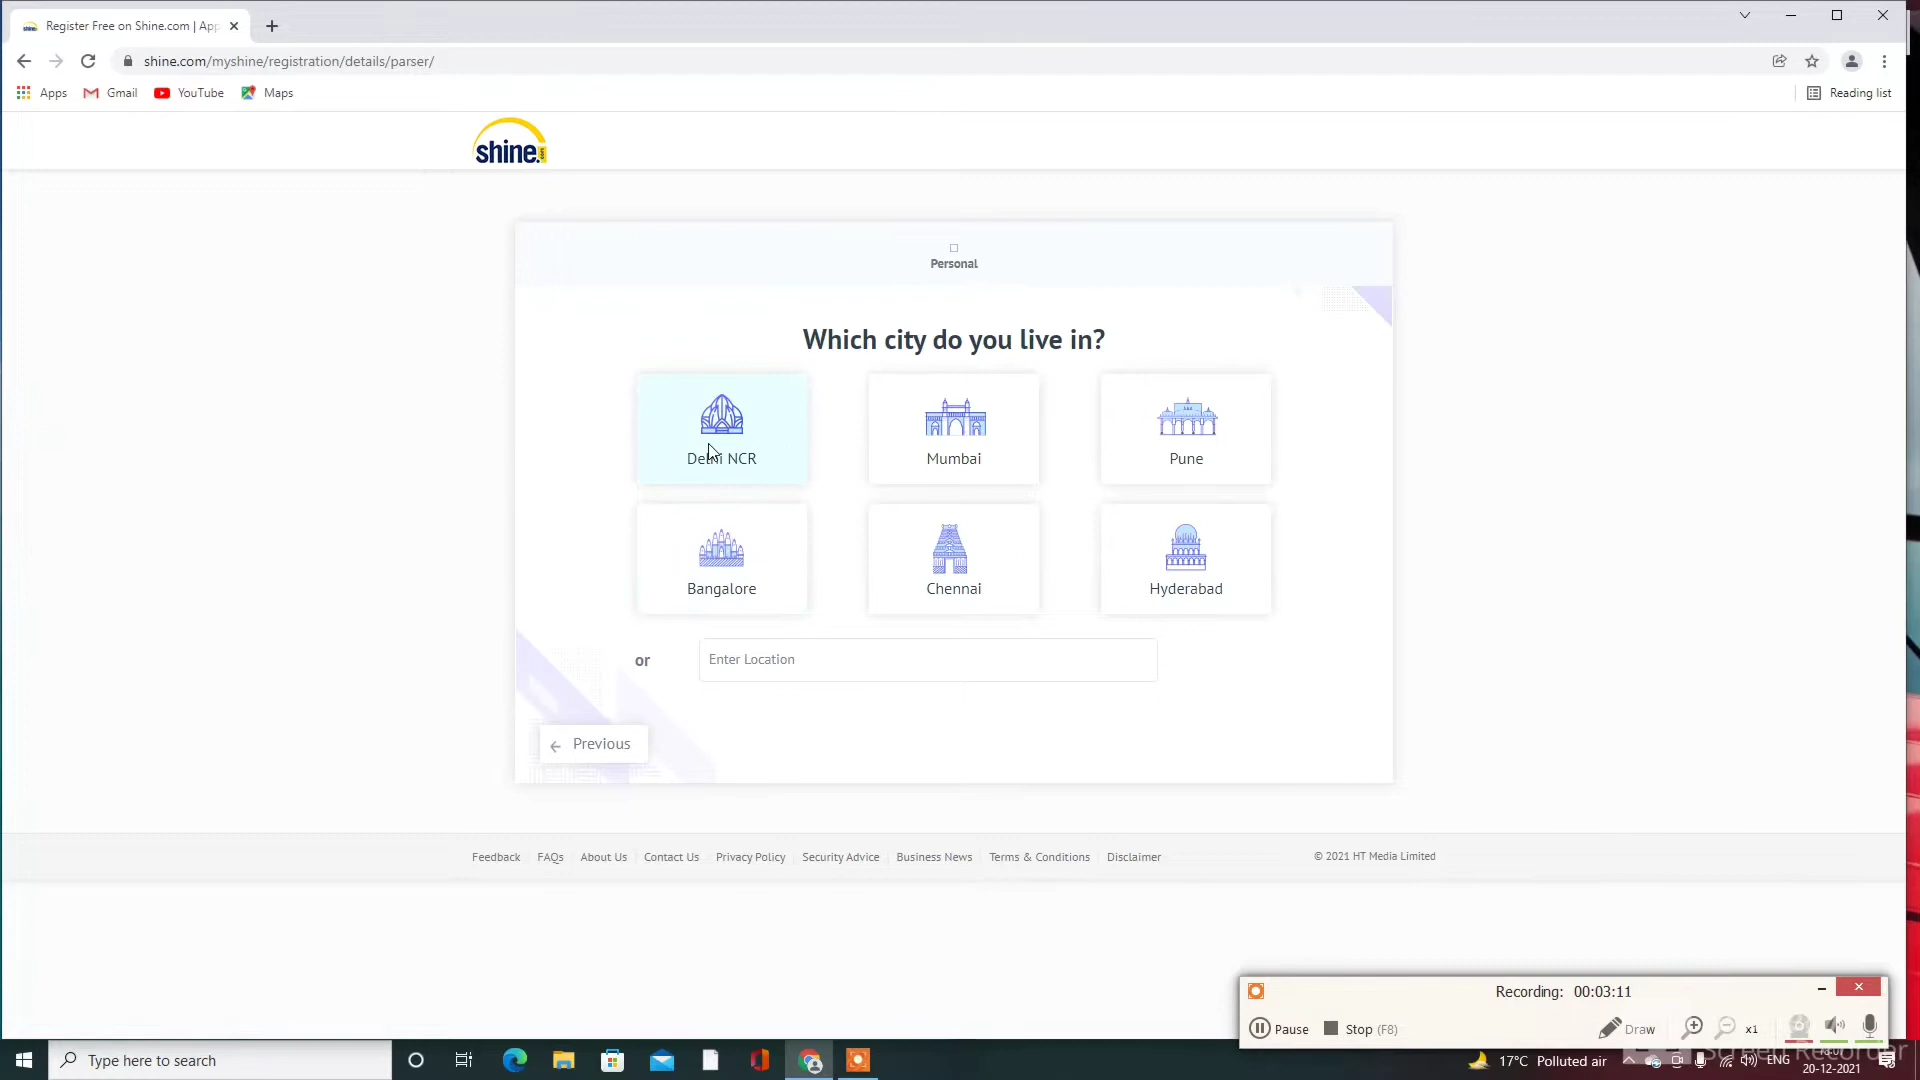 Register Free on Shine.com | App
shine.com/myshine/registration/details/parser/
Apps Gmail YouTube Maps Reading list
shine.com
Personal
Which city do you live in?
Delhi NCR Mumbai Pune
Bangalore Chennai Hyderabad
or Enter Location
Previous
Feedback FAQs About Us Contact Us Privacy Policy Security Advice Business News Terms & Conditions Disclaimer © 2021 HT Media Limited
Recording: 00:03:11
Pause Stop (F8) Draw x1
Type here to search
17°C Polluted air ENG
Screen Recorder
20-12-2021